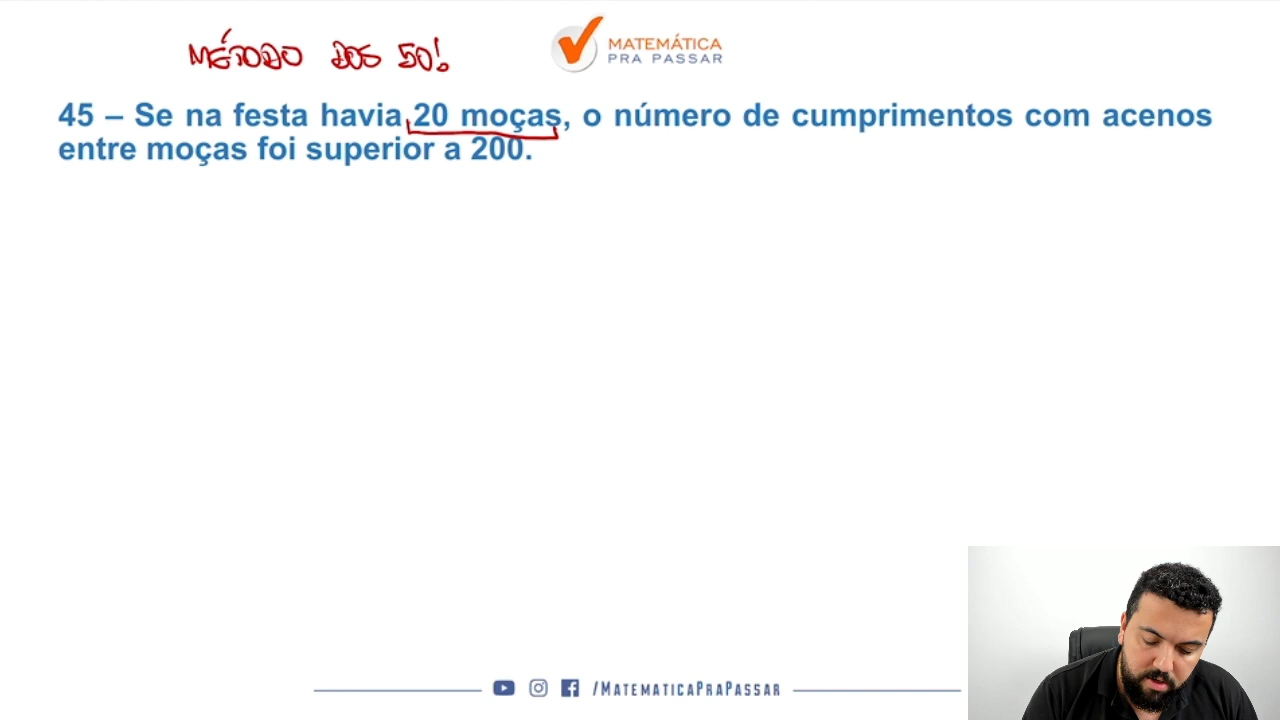 MÉTODO DOS 50!
MATEMÁTICA
PRA PASSAR
45 – Se na festa havia 20 moças, o número de cumprimentos com acenos
entre moças foi superior a 200.
/MATEMATICAPRAPASSAR